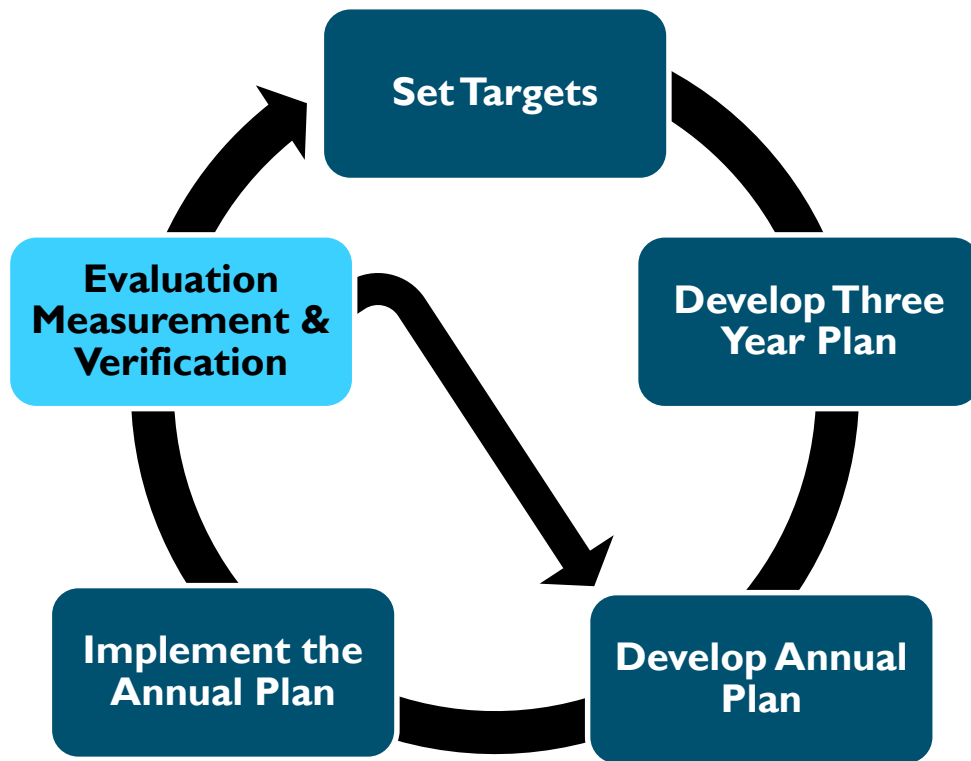 Set Targets
Develop Three
Year Plan
Develop Annual
Plan
Implement the
Annual Plan
Evaluation
Measurement &
Verification